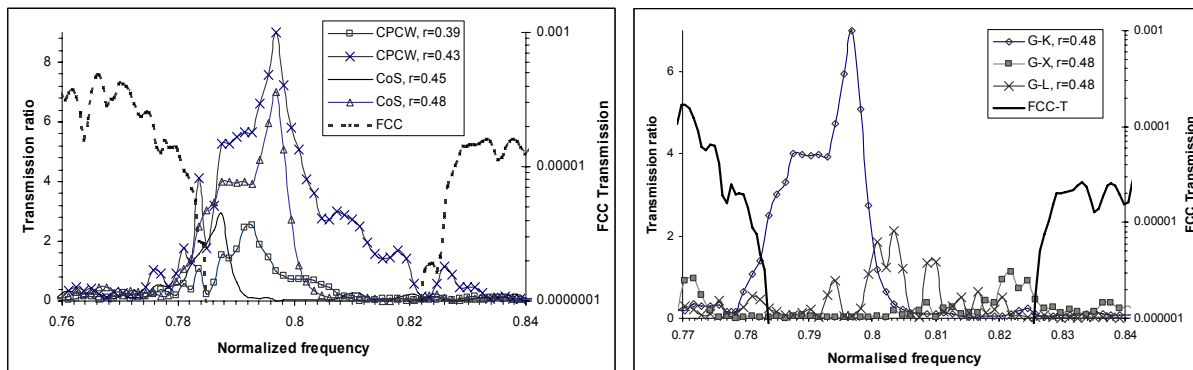 Transmission ratio
8
6
4
2
0
0.76
0.78
0.8
0.82
0.84
Normalized frequency
0.001
0.00001
0.0000001
FCC Transmission
CPCW, r=0.39
CPCW, r=0.43
CoS, r=0.45
CoS, r=0.48
FCC
Transmission ratio
6
4
2
0
0.77
0.78
0.79
0.8
0.81
0.82
0.83
0.84
Normalised frequency
0.001
0.0001
0.00001
0.000001
FCC Transmission
G-K, r=0.48
G-X, r=0.48
G-L, r=0.48
FCC-T